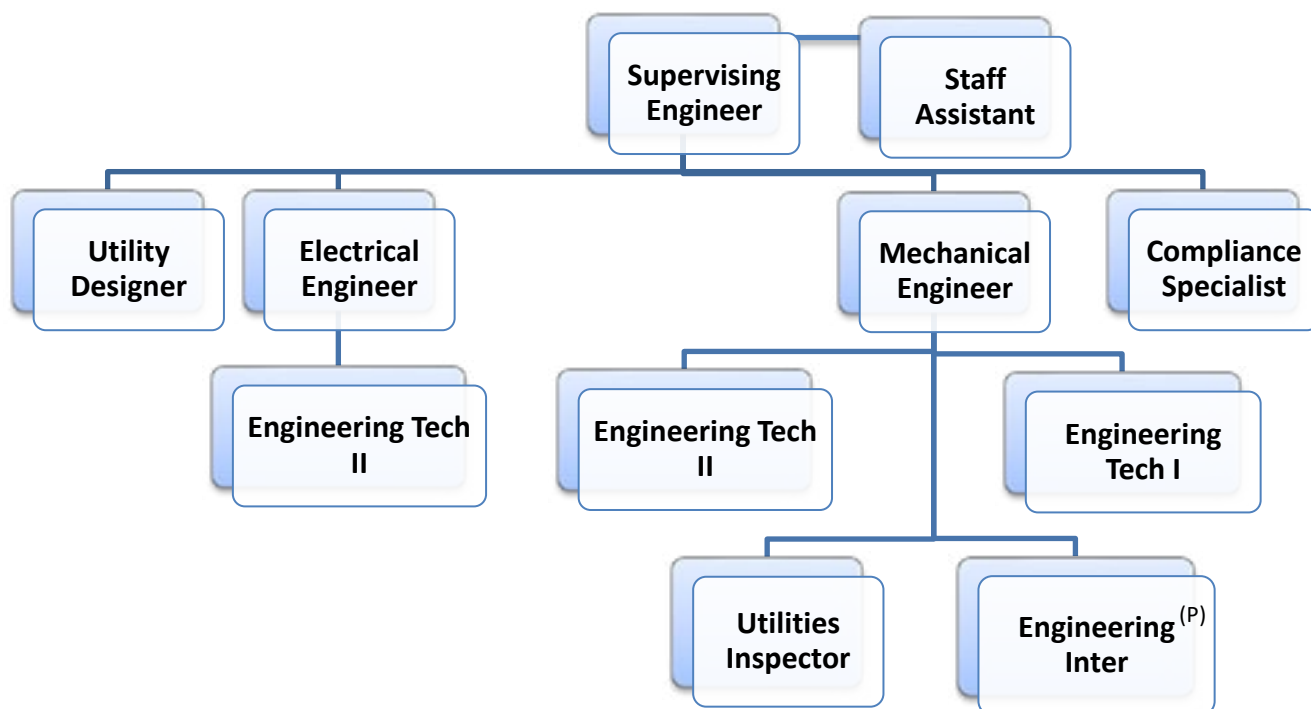 Supervising
Engineer
Staff
Assistant
Utility
Designer
Electrical
Engineer
Mechanical
Engineer
Compliance
Specialist
Engineering Tech
II
Engineering Tech
II
Engineering
Tech I
Utilities
Inspector
Engineering (P)
Inter